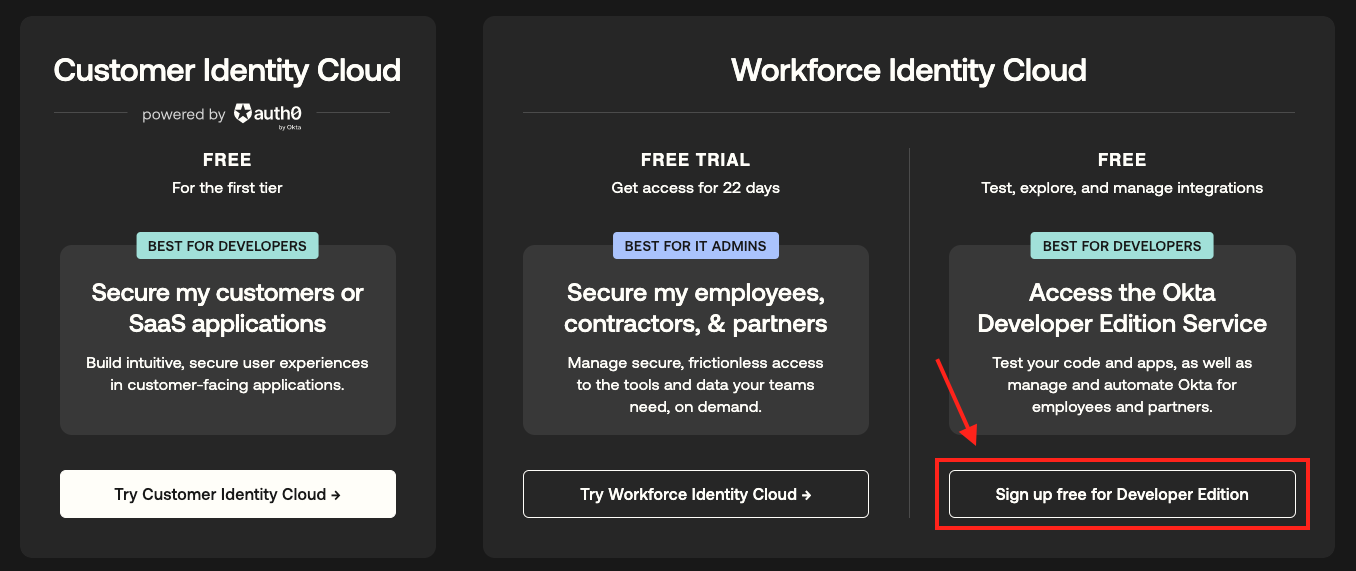 Customer Identity Cloud
powered by auth0
by Okta
FREE
For the first tier
BEST FOR DEVELOPERS
Secure my customers or
SaaS applications
Build intuitive, secure user experiences
in customer-facing applications.
Try Customer Identity Cloud →
Workforce Identity Cloud
FREE TRIAL
Get access for 22 days
BEST FOR IT ADMINS
Secure my employees,
contractors, & partners
Manage secure, frictionless access
to the tools and data your teams
need, on demand.
Try Workforce Identity Cloud →
FREE
Test, explore, and manage integrations
BEST FOR DEVELOPERS
Access the Okta
Developer Edition Service
Test your code and apps, as well as
manage and automate Okta for
employees and partners.
Sign up free for Developer Edition